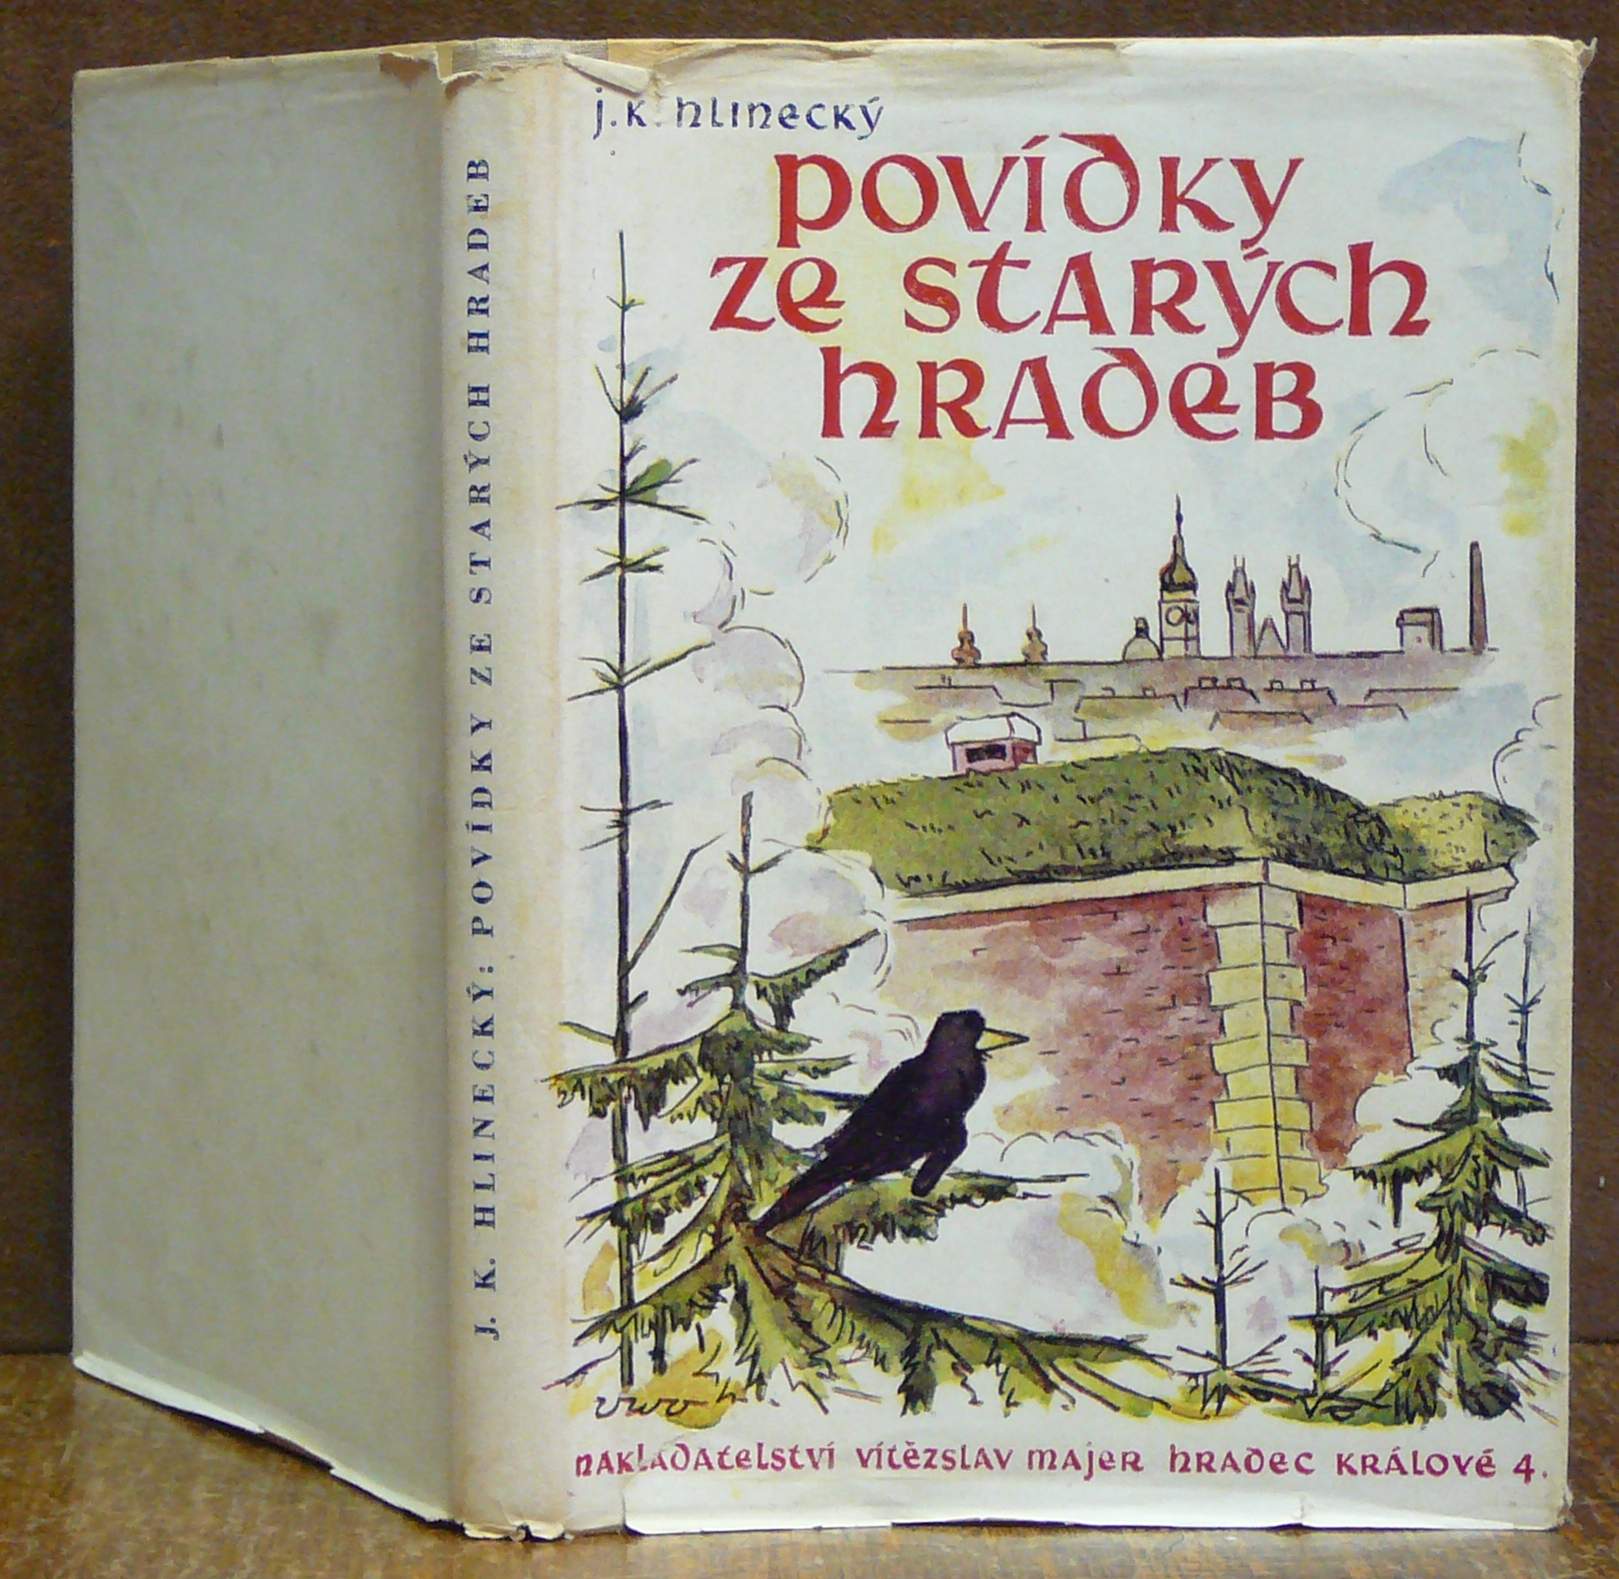 J. K. HLINECKÝ: POVÍDKY ZE STARÝCH HRADEB
j. k. hlinecký
povídky
ze starých
hradeb
nakladatelství vítězslav majer hradec králové 4.